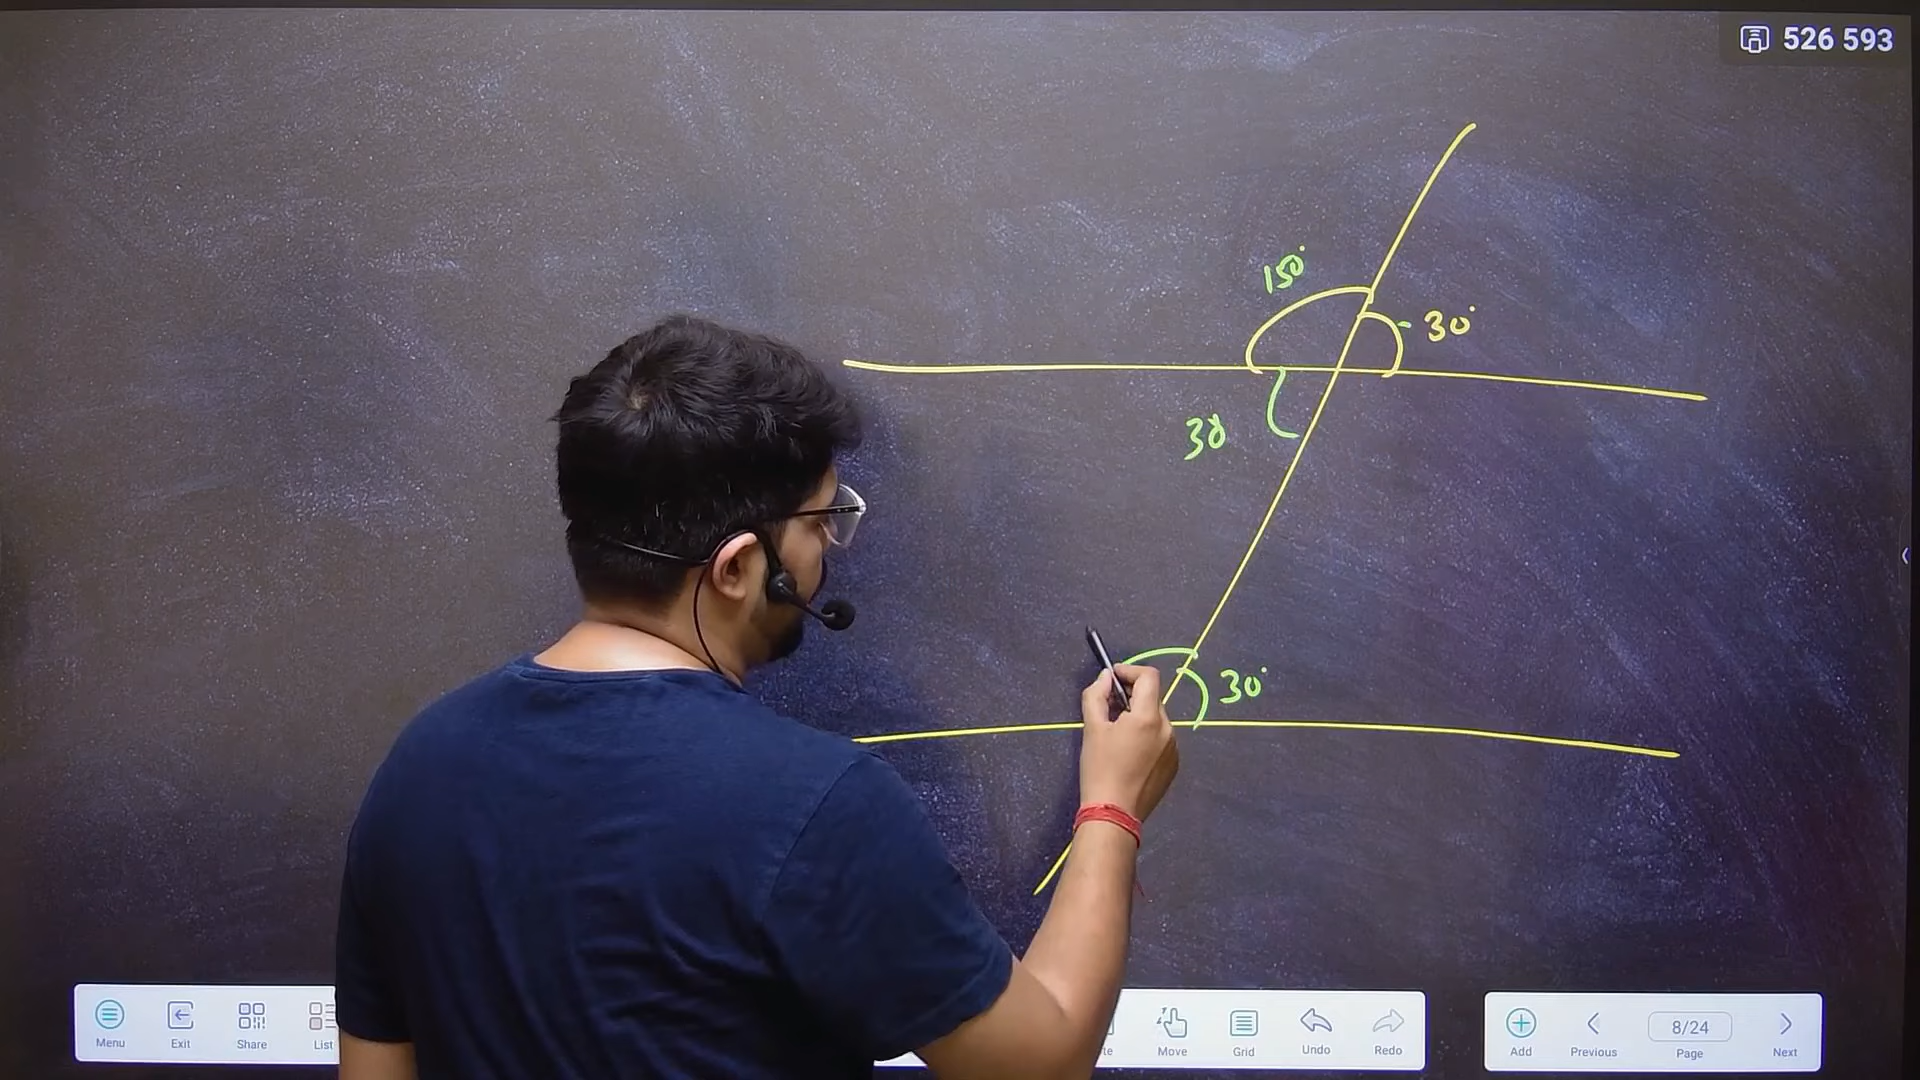 526 593
150°
30°
30
30°
Menu
Exit
Share
List
Move
Grid
Undo
Redo
Add
Previous
8/24
Page
Next